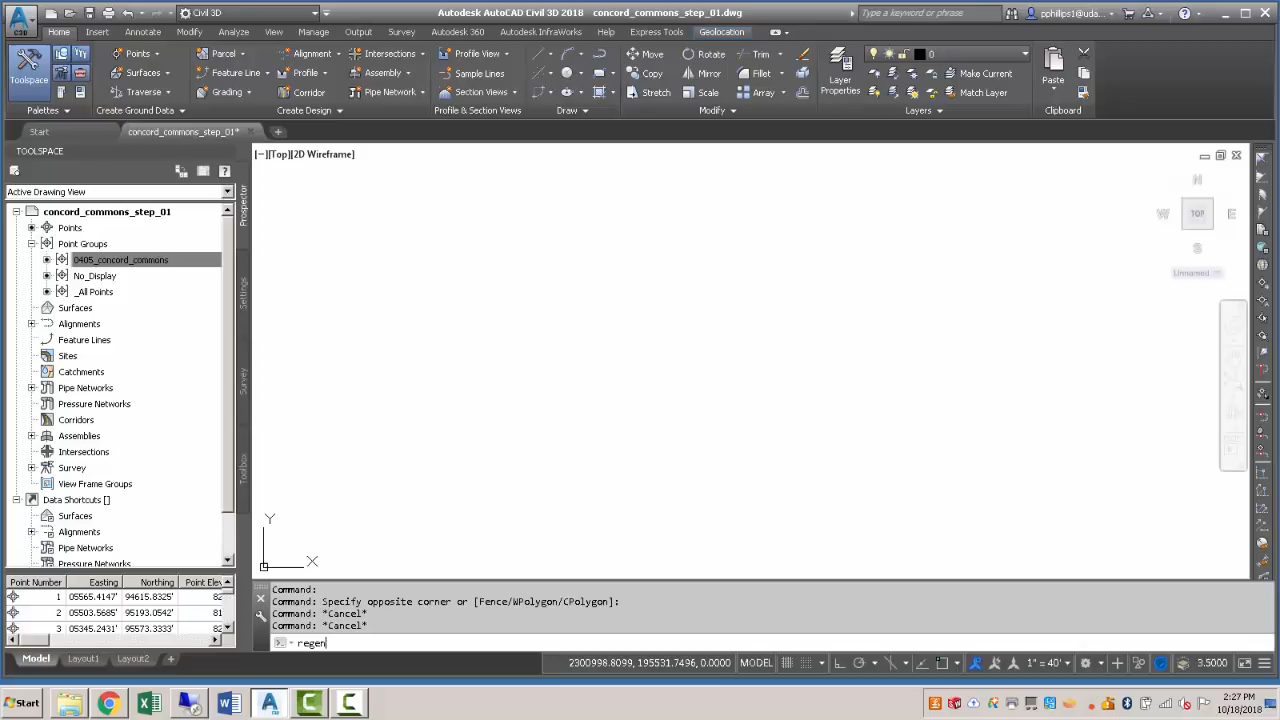 Civil 3D
Autodesk AutoCAD Civil 3D 2018 concord_commons_step_01.dwg
Type a keyword or phrase
pphillips1@uda...
C3D
Home Insert Annotate Modify Analyze View Manage Output Survey Autodesk 360 Autodesk InfraWorks Help Express Tools Geolocation
Toolspace
Points
Surfaces
Traverse
Parcel
Feature Line
Grading
Alignment
Profile
Corridor
Intersections
Assembly
Pipe Network
Profile View
Sample Lines
Section Views
Move
Copy
Stretch
Rotate
Mirror
Scale
Trim
Fillet
Array
Layer
Properties
0
Make Current
Match Layer
Paste
Palettes Create Ground Data Create Design Profile & Section Views Draw Modify Layers Clipboard
Start concord_commons_step_01*
TOOLSPACE
Active Drawing View
concord_commons_step_01
Points
Point Groups
0405_concord_commons
No_Display
_All Points
Surfaces
Alignments
Feature Lines
Sites
Catchments
Pipe Networks
Pressure Networks
Corridors
Assemblies
Intersections
Survey
View Frame Groups
Data Shortcuts []
Surfaces
Alignments
Pipe Networks
Pressure Networks
Prospector
Settings
Survey
Toolbox
Point Number Easting Northing Point Elev
1 05565.4147' 94615.8325' 82
2 05503.5685' 95193.0542' 81
3 05345.2431' 95573.3333' 82
[−][Top][2D Wireframe]
N
W TOP E
S
Unnamed
Y
X
Command:
Command: Specify opposite corner or [Fence/WPolygon/CPolygon]:
Command: *Cancel*
Command: *Cancel*
regen
Model Layout1 Layout2
2300998.8099, 195531.7496, 0.0000 MODEL 1" = 40' 3.5000
Start
2:27 PM
10/18/2018